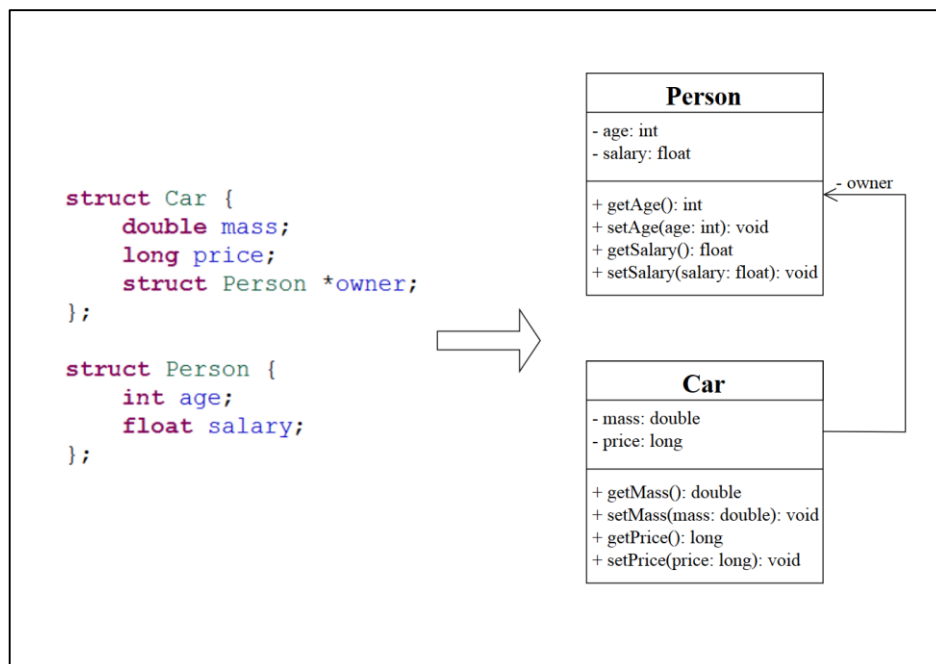 struct Car {
double mass;
long price;
struct Person *owner;
};
struct Person {
int age;
float salary;
};
Person
- age: int
- salary: float
+ getAge(): int
+ setAge(age: int): void
+ getSalary(): float
+ setSalary(salary: float): void
- owner
Car
- mass: double
- price: long
+ getMass(): double
+ setMass(mass: double): void
+ getPrice(): long
+ setPrice(price: long): void